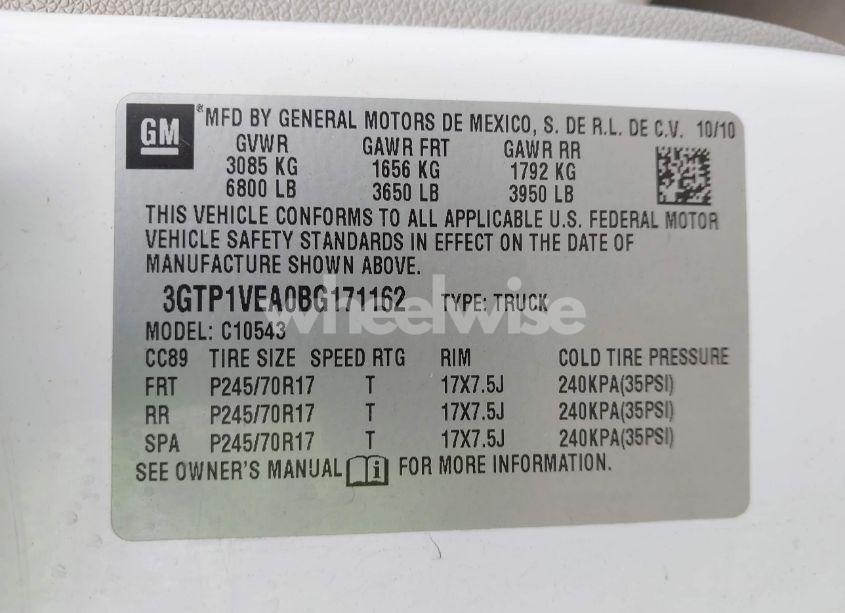 GM ® MFD BY GENERAL MOTORS DE MEXICO, S. DE R.L. DE C.V. 10/10
GVWR GAWR FRT GAWR RR
3085 KG 1656 KG 1792 KG
6800 LB 3650 LB 3950 LB
THIS VEHICLE CONFORMS TO ALL APPLICABLE U.S. FEDERAL MOTOR
VEHICLE SAFETY STANDARDS IN EFFECT ON THE DATE OF
MANUFACTURE SHOWN ABOVE.
3GTP1VEA0BG171162 TYPE: TRUCK
wheelwise
MODEL: C10543
CC89 TIRE SIZE SPEED RTG RIM COLD TIRE PRESSURE
FRT P245/70R17 T 17X7.5J 240KPA(35PSI)
RR P245/70R17 T 17X7.5J 240KPA(35PSI)
SPA P245/70R17 T 17X7.5J 240KPA(35PSI)
SEE OWNER'S MANUAL i FOR MORE INFORMATION.